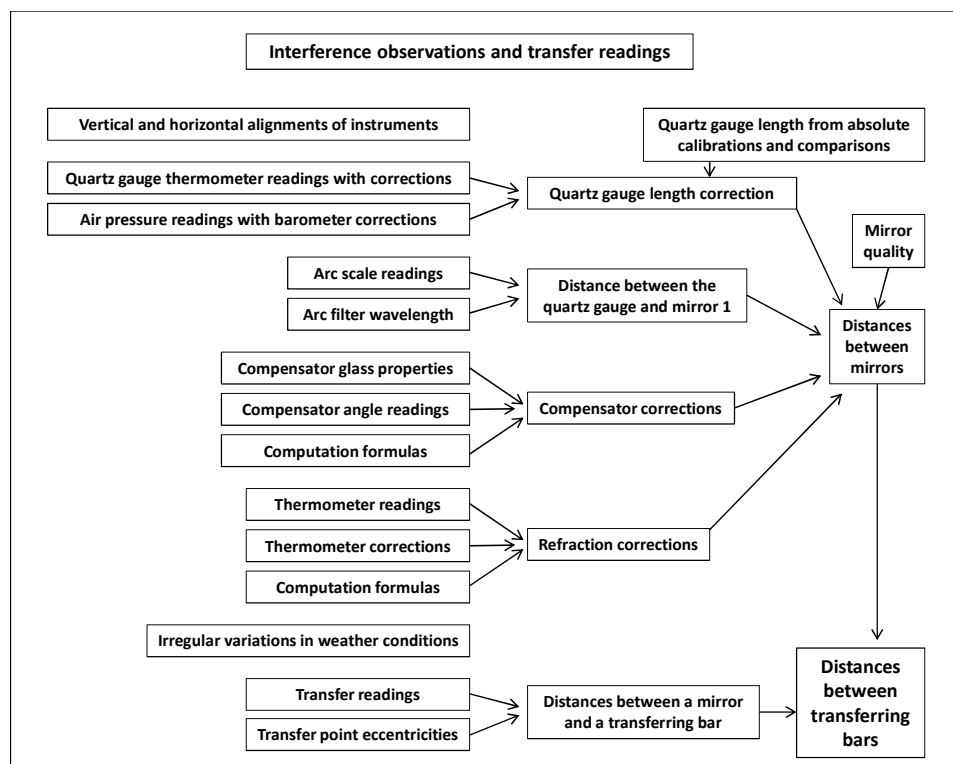 Interference observations and transfer readings
Vertical and horizontal alignments of instruments
Quartz gauge length from absolute
calibrations and comparisons
Quartz gauge thermometer readings with corrections
Air pressure readings with barometer corrections
Quartz gauge length correction
Mirror
quality
Arc scale readings
Arc filter wavelength
Distance between the
quartz gauge and mirror 1
Distances
between
mirrors
Compensator glass properties
Compensator angle readings
Computation formulas
Compensator corrections
Thermometer readings
Thermometer corrections
Computation formulas
Refraction corrections
Irregular variations in weather conditions
Transfer readings
Transfer point eccentricities
Distances between a mirror
and a transferring bar
Distances
between
transferring
bars